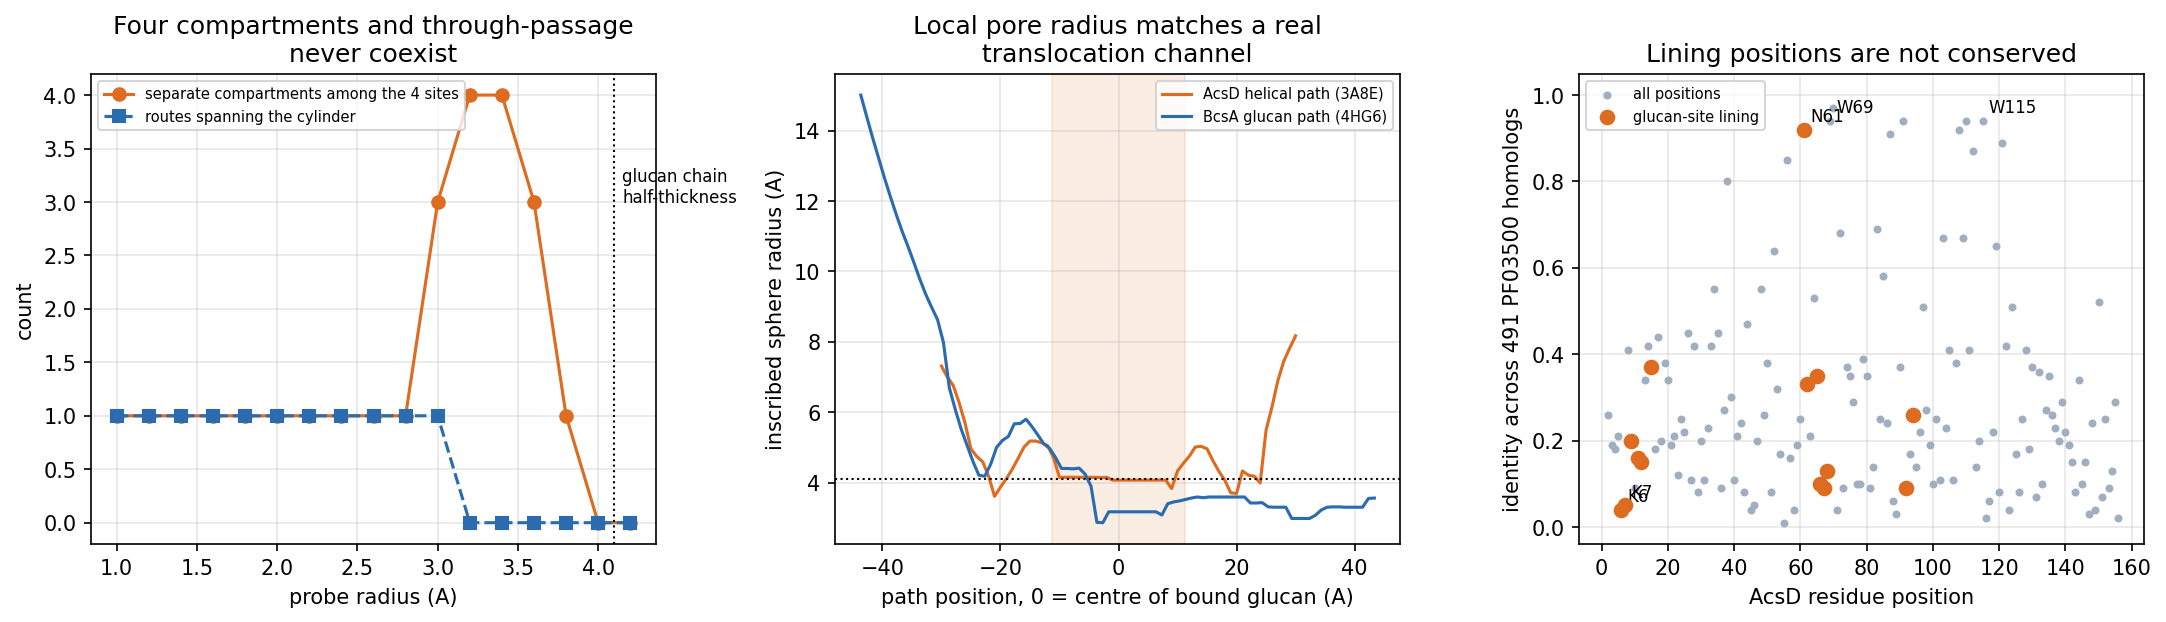 Four compartments and through-passage
never coexist
separate compartments among the 4 sites
routes spanning the cylinder
glucan chain
half-thickness
count
4.0
3.5
3.0
2.5
2.0
1.5
1.0
0.5
0.0
1.0
1.5
2.0
2.5
3.0
3.5
4.0
probe radius (A)
Local pore radius matches a real
translocation channel
AcsD helical path (3A8E)
BcsA glucan path (4HG6)
inscribed sphere radius (A)
14
12
10
8
6
4
−40
−20
0
20
40
path position, 0 = centre of bound glucan (A)
Lining positions are not conserved
all positions
glucan-site lining
W69
N61
W115
K7
K6
identity across 491 PF03500 homologs
1.0
0.8
0.6
0.4
0.2
0.0
0
20
40
60
80
100
120
140
160
AcsD residue position